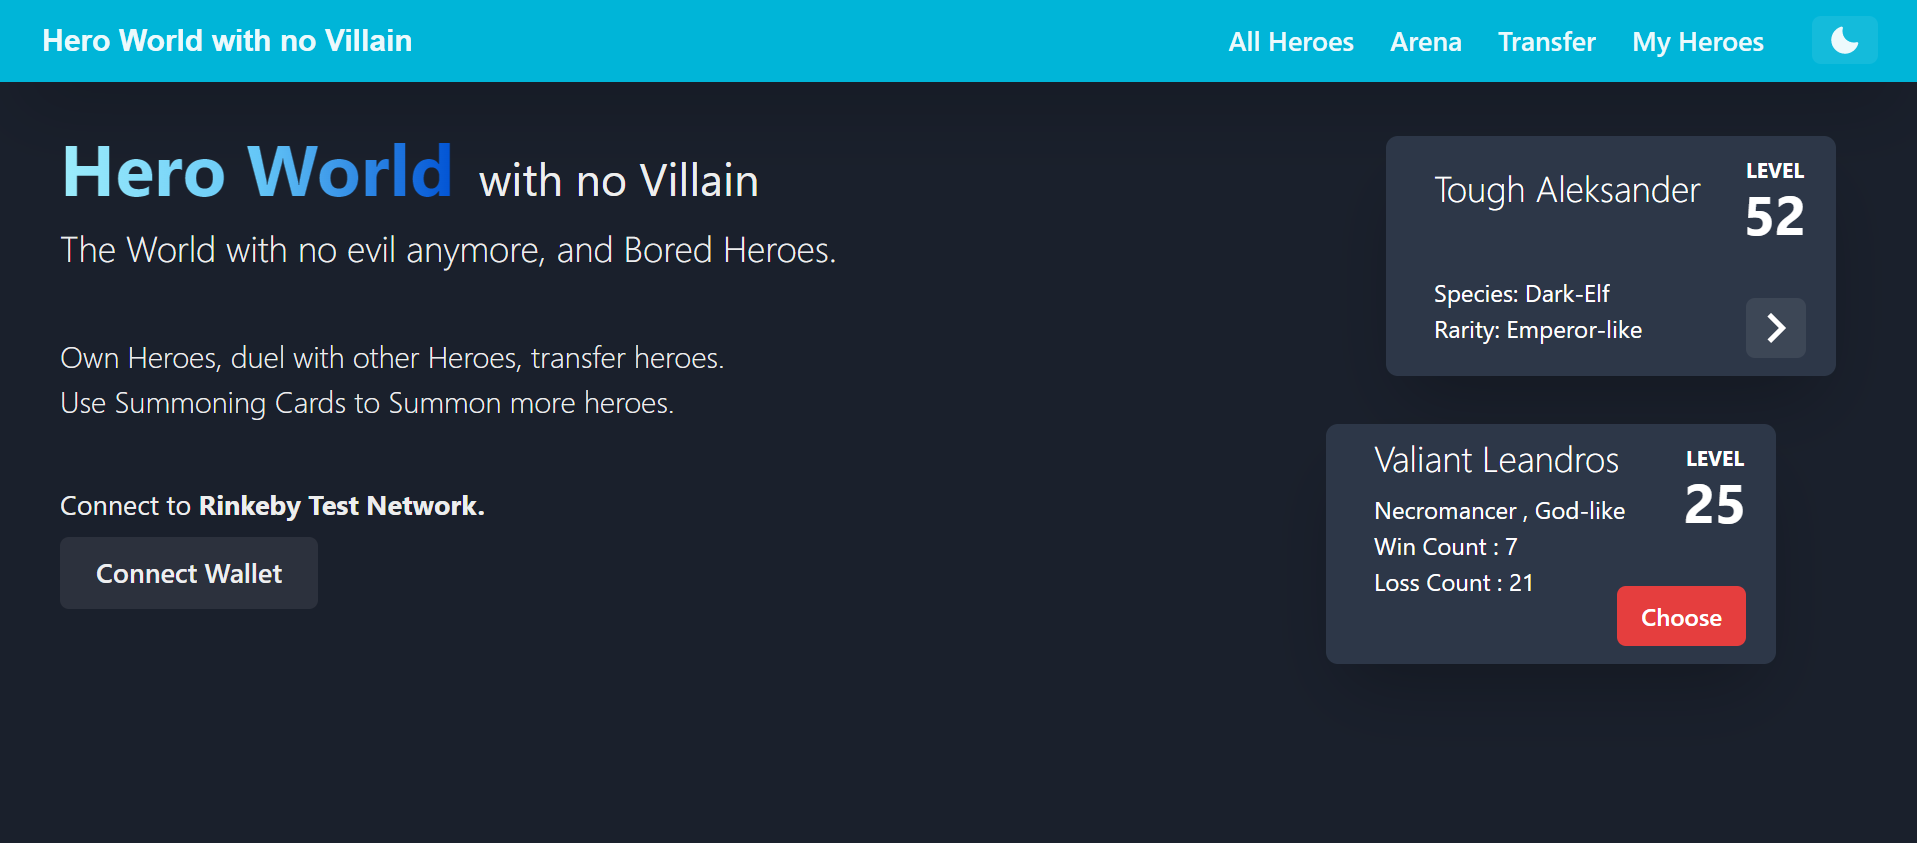 Hero World with no Villain
All Heroes Arena Transfer My Heroes
Hero World with no Villain
The World with no evil anymore, and Bored Heroes.
Own Heroes, duel with other Heroes, transfer heroes.
Use Summoning Cards to Summon more heroes.
Connect to Rinkeby Test Network.
Connect Wallet
Tough Aleksander
LEVEL
52
Species: Dark-Elf
Rarity: Emperor-like
Valiant Leandros
LEVEL
25
Necromancer , God-like
Win Count : 7
Loss Count : 21
Choose